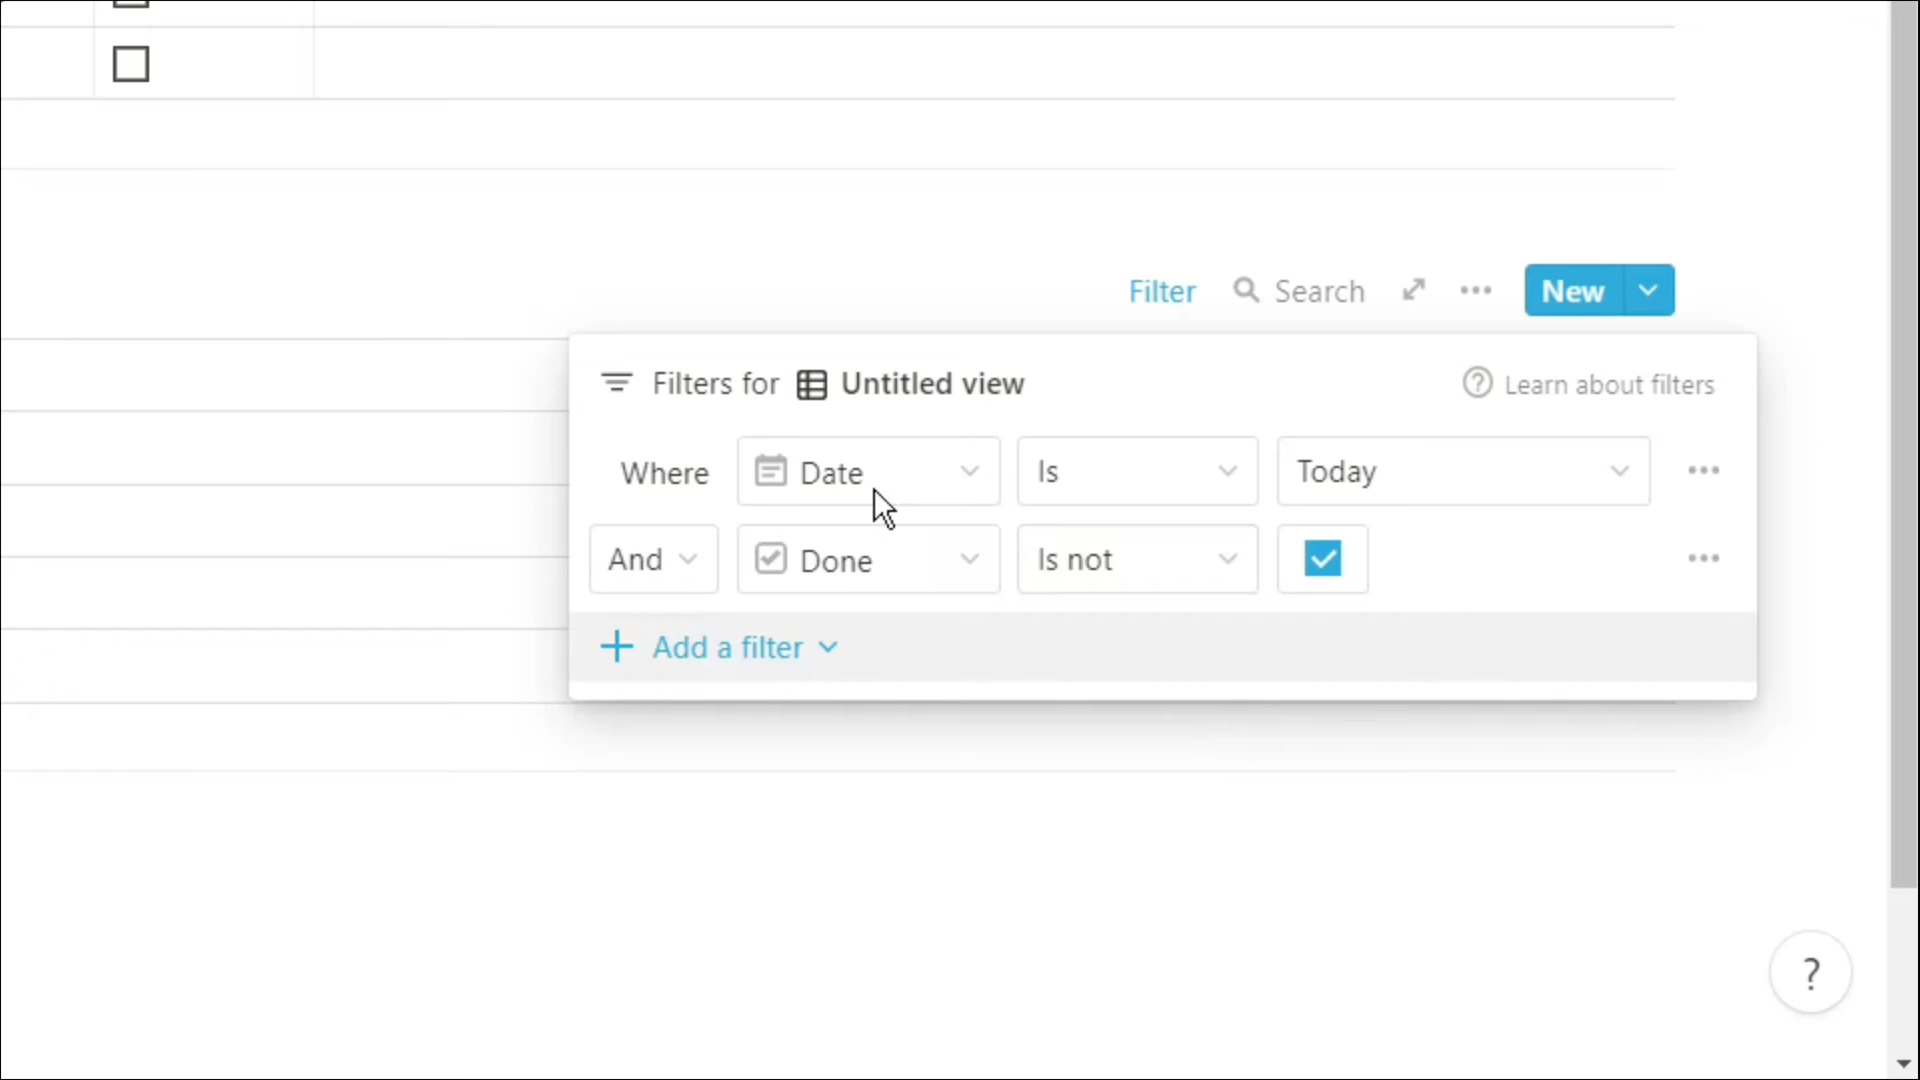 Filter Search New
Filters for Untitled view Learn about filters
Where Date Is Today
And Done Is not
Add a filter
?